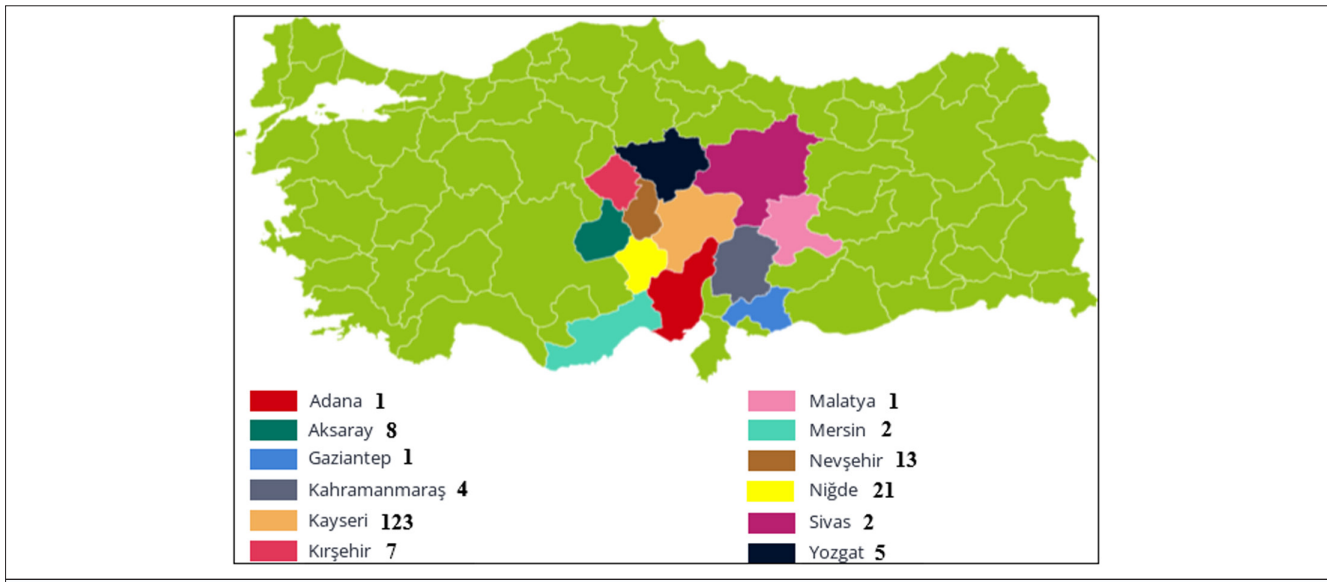 Adana 1
Aksaray 8
Gaziantep 1
Kahramanmaraş 4
Kayseri 123
Kırşehir 7
Malatya 1
Mersin 2
Nevşehir 13
Niğde 21
Sivas 2
Yozgat 5